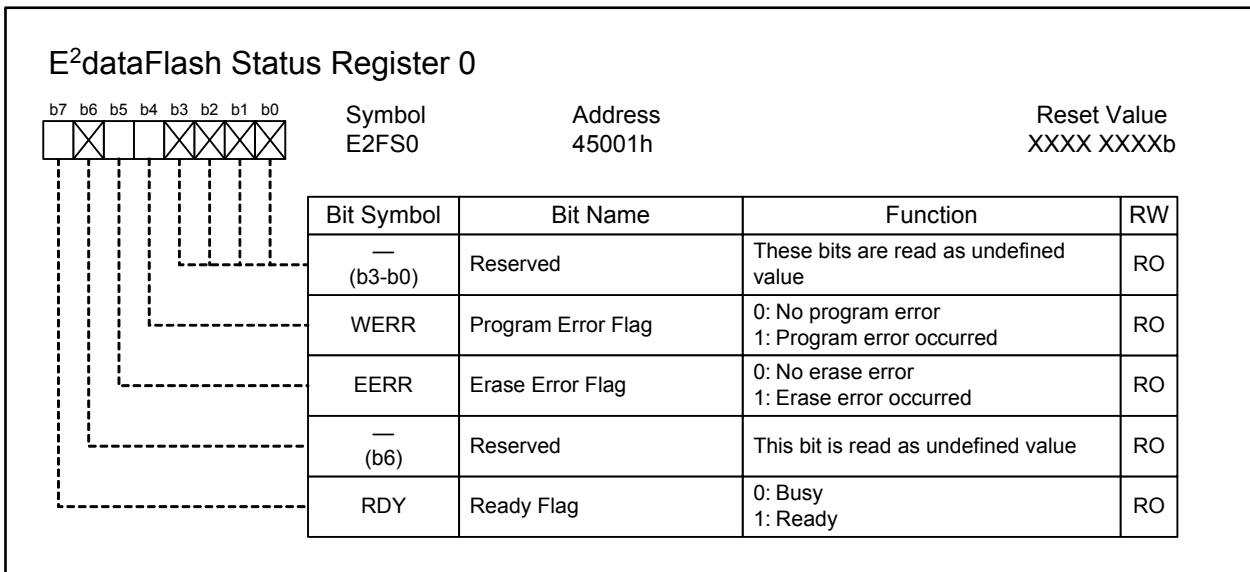 E²dataFlash Status Register 0
b7 b6 b5 b4 b3 b2 b1 b0
Symbol Address Reset Value
E2FS0 45001h XXXX XXXXb
Bit Symbol Bit Name Function RW
—
(b3-b0) Reserved These bits are read as undefined
value RO
WERR Program Error Flag 0: No program error
1: Program error occurred RO
EERR Erase Error Flag 0: No erase error
1: Erase error occurred RO
—
(b6) Reserved This bit is read as undefined value RO
RDY Ready Flag 0: Busy
1: Ready RO